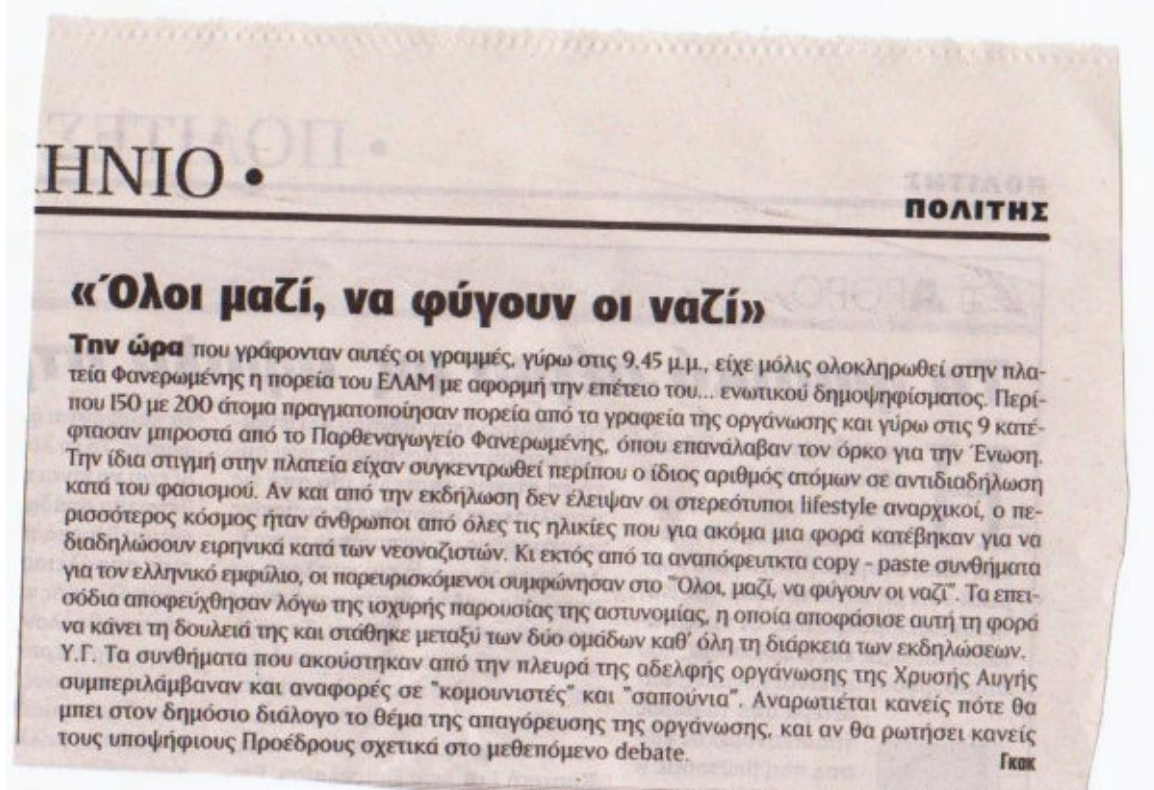 ΗΝΙΟ •
ΠΟΛΙΤΗΣ
«Όλοι μαζί, να φύγουν οι ναζί»
Την ώρα που γράφονταν αυτές οι γραμμές, γύρω στις 9.45 μ.μ., είχε μόλις ολοκληρωθεί στην πλα-
τεία Φανερωμένης η πορεία του ΕΛΑΜ με αφορμή την επέτειο του... ενωτικού δημοψηφίσματος. Περί-
που 150 με 200 άτομα πραγματοποίησαν πορεία από τα γραφεία της οργάνωσης και γύρω στις 9 κατέ-
φτασαν μπροστά από το Παρθεναγωγείο Φανερωμένης, όπου επανάλαβαν τον όρκο για την Ένωση.
Την ίδια στιγμή στην πλατεία είχαν συγκεντρωθεί περίπου ο ίδιος αριθμός ατόμων σε αντιδιαδήλωση
κατά του φασισμού. Αν και από την εκδήλωση δεν έλειψαν οι στερεότυποι lifestyle αναρχικοί, ο πε-
ρισσότερος κόσμος ήταν άνθρωποι από όλες τις ηλικίες που για ακόμα μια φορά κατέβηκαν για να
διαδηλώσουν ειρηνικά κατά των νεοναζιστών. Κι εκτός από τα αναπόφευτκτα copy - paste συνθήματα
για τον ελληνικό εμφύλιο, οι παρευρισκόμενοι συμφώνησαν στο "Όλοι, μαζί, να φύγουν οι ναζί". Τα επει-
σόδια αποφεύχθησαν λόγω της ισχυρής παρουσίας της αστυνομίας, η οποία αποφάσισε αυτή τη φορά
να κάνει τη δουλειά της και στάθηκε μεταξύ των δύο ομάδων καθ' όλη τη διάρκεια των εκδηλώσεων.
Υ.Γ. Τα συνθήματα που ακούστηκαν από την πλευρά της αδελφής οργάνωσης της Χρυσής Αυγής
συμπεριλάμβαναν και αναφορές σε "κομουνιστές" και "σαπούνια". Αναρωτιέται κανείς πότε θα
μπει στον δημόσιο διάλογο το θέμα της απαγόρευσης της οργάνωσης, και αν θα ρωτήσει κανείς
τους υποψήφιους Προέδρους σχετικά στο μεθεπόμενο debate.
Γκακ